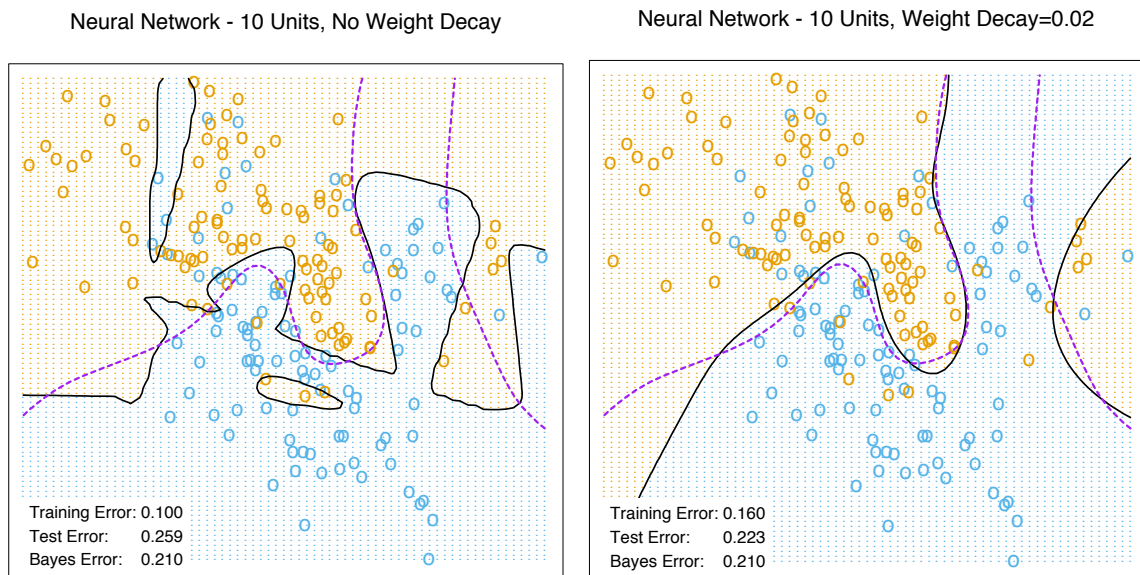 Neural Network - 10 Units, No Weight Decay
Training Error: 0.100
Test Error: 0.259
Bayes Error: 0.210
Neural Network - 10 Units, Weight Decay=0.02
Training Error: 0.160
Test Error: 0.223
Bayes Error: 0.210